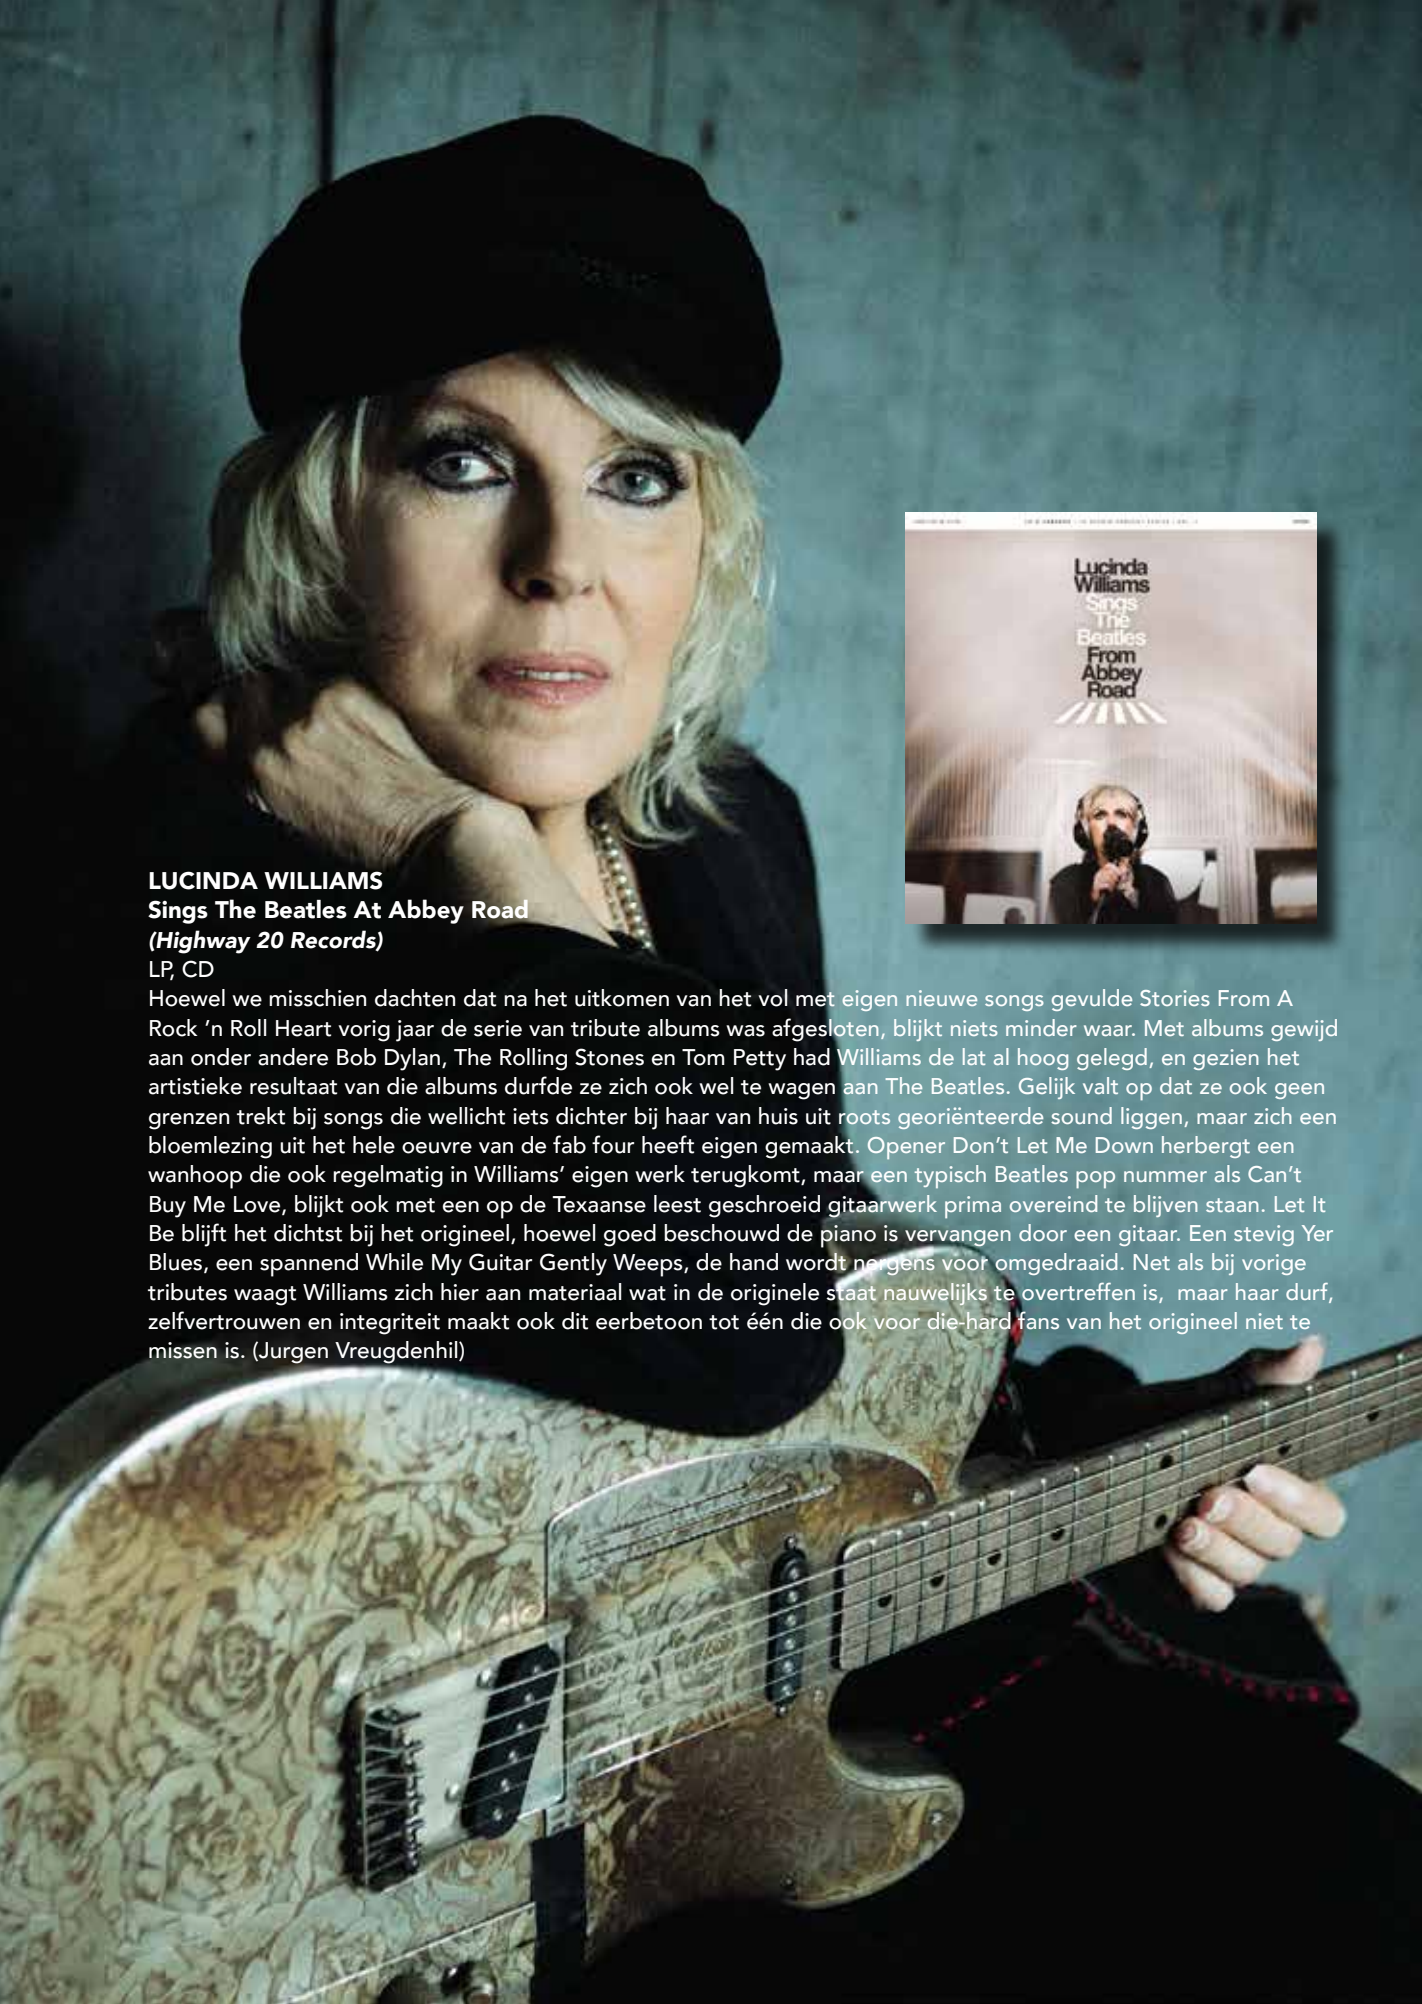 Lucinda
Williams
Sings
The
Beatles
From
Abbey
Road
LUCINDA WILLIAMS
Sings The Beatles At Abbey Road
(Highway 20 Records)
LP, CD
Hoewel we misschien dachten dat na het uitkomen van het vol met eigen nieuwe songs gevulde Stories From A
Rock ’n Roll Heart vorig jaar de serie van tribute albums was afgesloten, blijkt niets minder waar. Met albums gewijd
aan onder andere Bob Dylan, The Rolling Stones en Tom Petty had Williams de lat al hoog gelegd, en gezien het
artistieke resultaat van die albums durfde ze zich ook wel te wagen aan The Beatles. Gelijk valt op dat ze ook geen
grenzen trekt bij songs die wellicht iets dichter bij haar van huis uit roots georiënteerde sound liggen, maar zich een
bloemlezing uit het hele oeuvre van de fab four heeft eigen gemaakt. Opener Don’t Let Me Down herbergt een
wanhoop die ook regelmatig in Williams’ eigen werk terugkomt, maar een typisch Beatles pop nummer als Can’t
Buy Me Love, blijkt ook met een op de Texaanse leest geschroeid gitaarwerk prima overeind te blijven staan. Let It
Be blijft het dichtst bij het origineel, hoewel goed beschouwd de piano is vervangen door een gitaar. Een stevig Yer
Blues, een spannend While My Guitar Gently Weeps, de hand wordt nergens voor omgedraaid. Net als bij vorige
tributes waagt Williams zich hier aan materiaal wat in de originele staat nauwelijks te overtreffen is, maar haar durf,
zelfvertrouwen en integriteit maakt ook dit eerbetoon tot één die ook voor die-hard fans van het origineel niet te
missen is. (Jurgen Vreugdenhil)